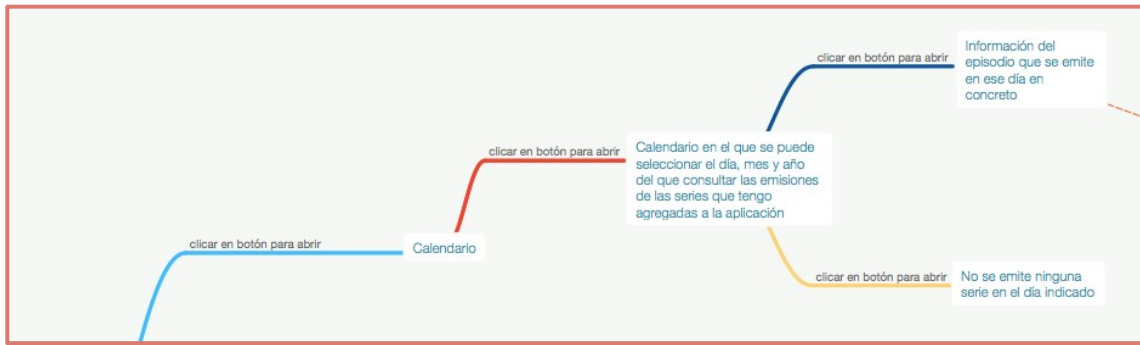 clicar en botón para abrir
Información del
episodio que se emite
en ese día en
concreto
clicar en botón para abrir
Calendario en el que se puede
seleccionar el día, mes y año
del que consultar las emisiones
de las series que tengo
agregadas a la aplicación
clicar en botón para abrir
Calendario
clicar en botón para abrir
No se emite ninguna
serie en el día indicado